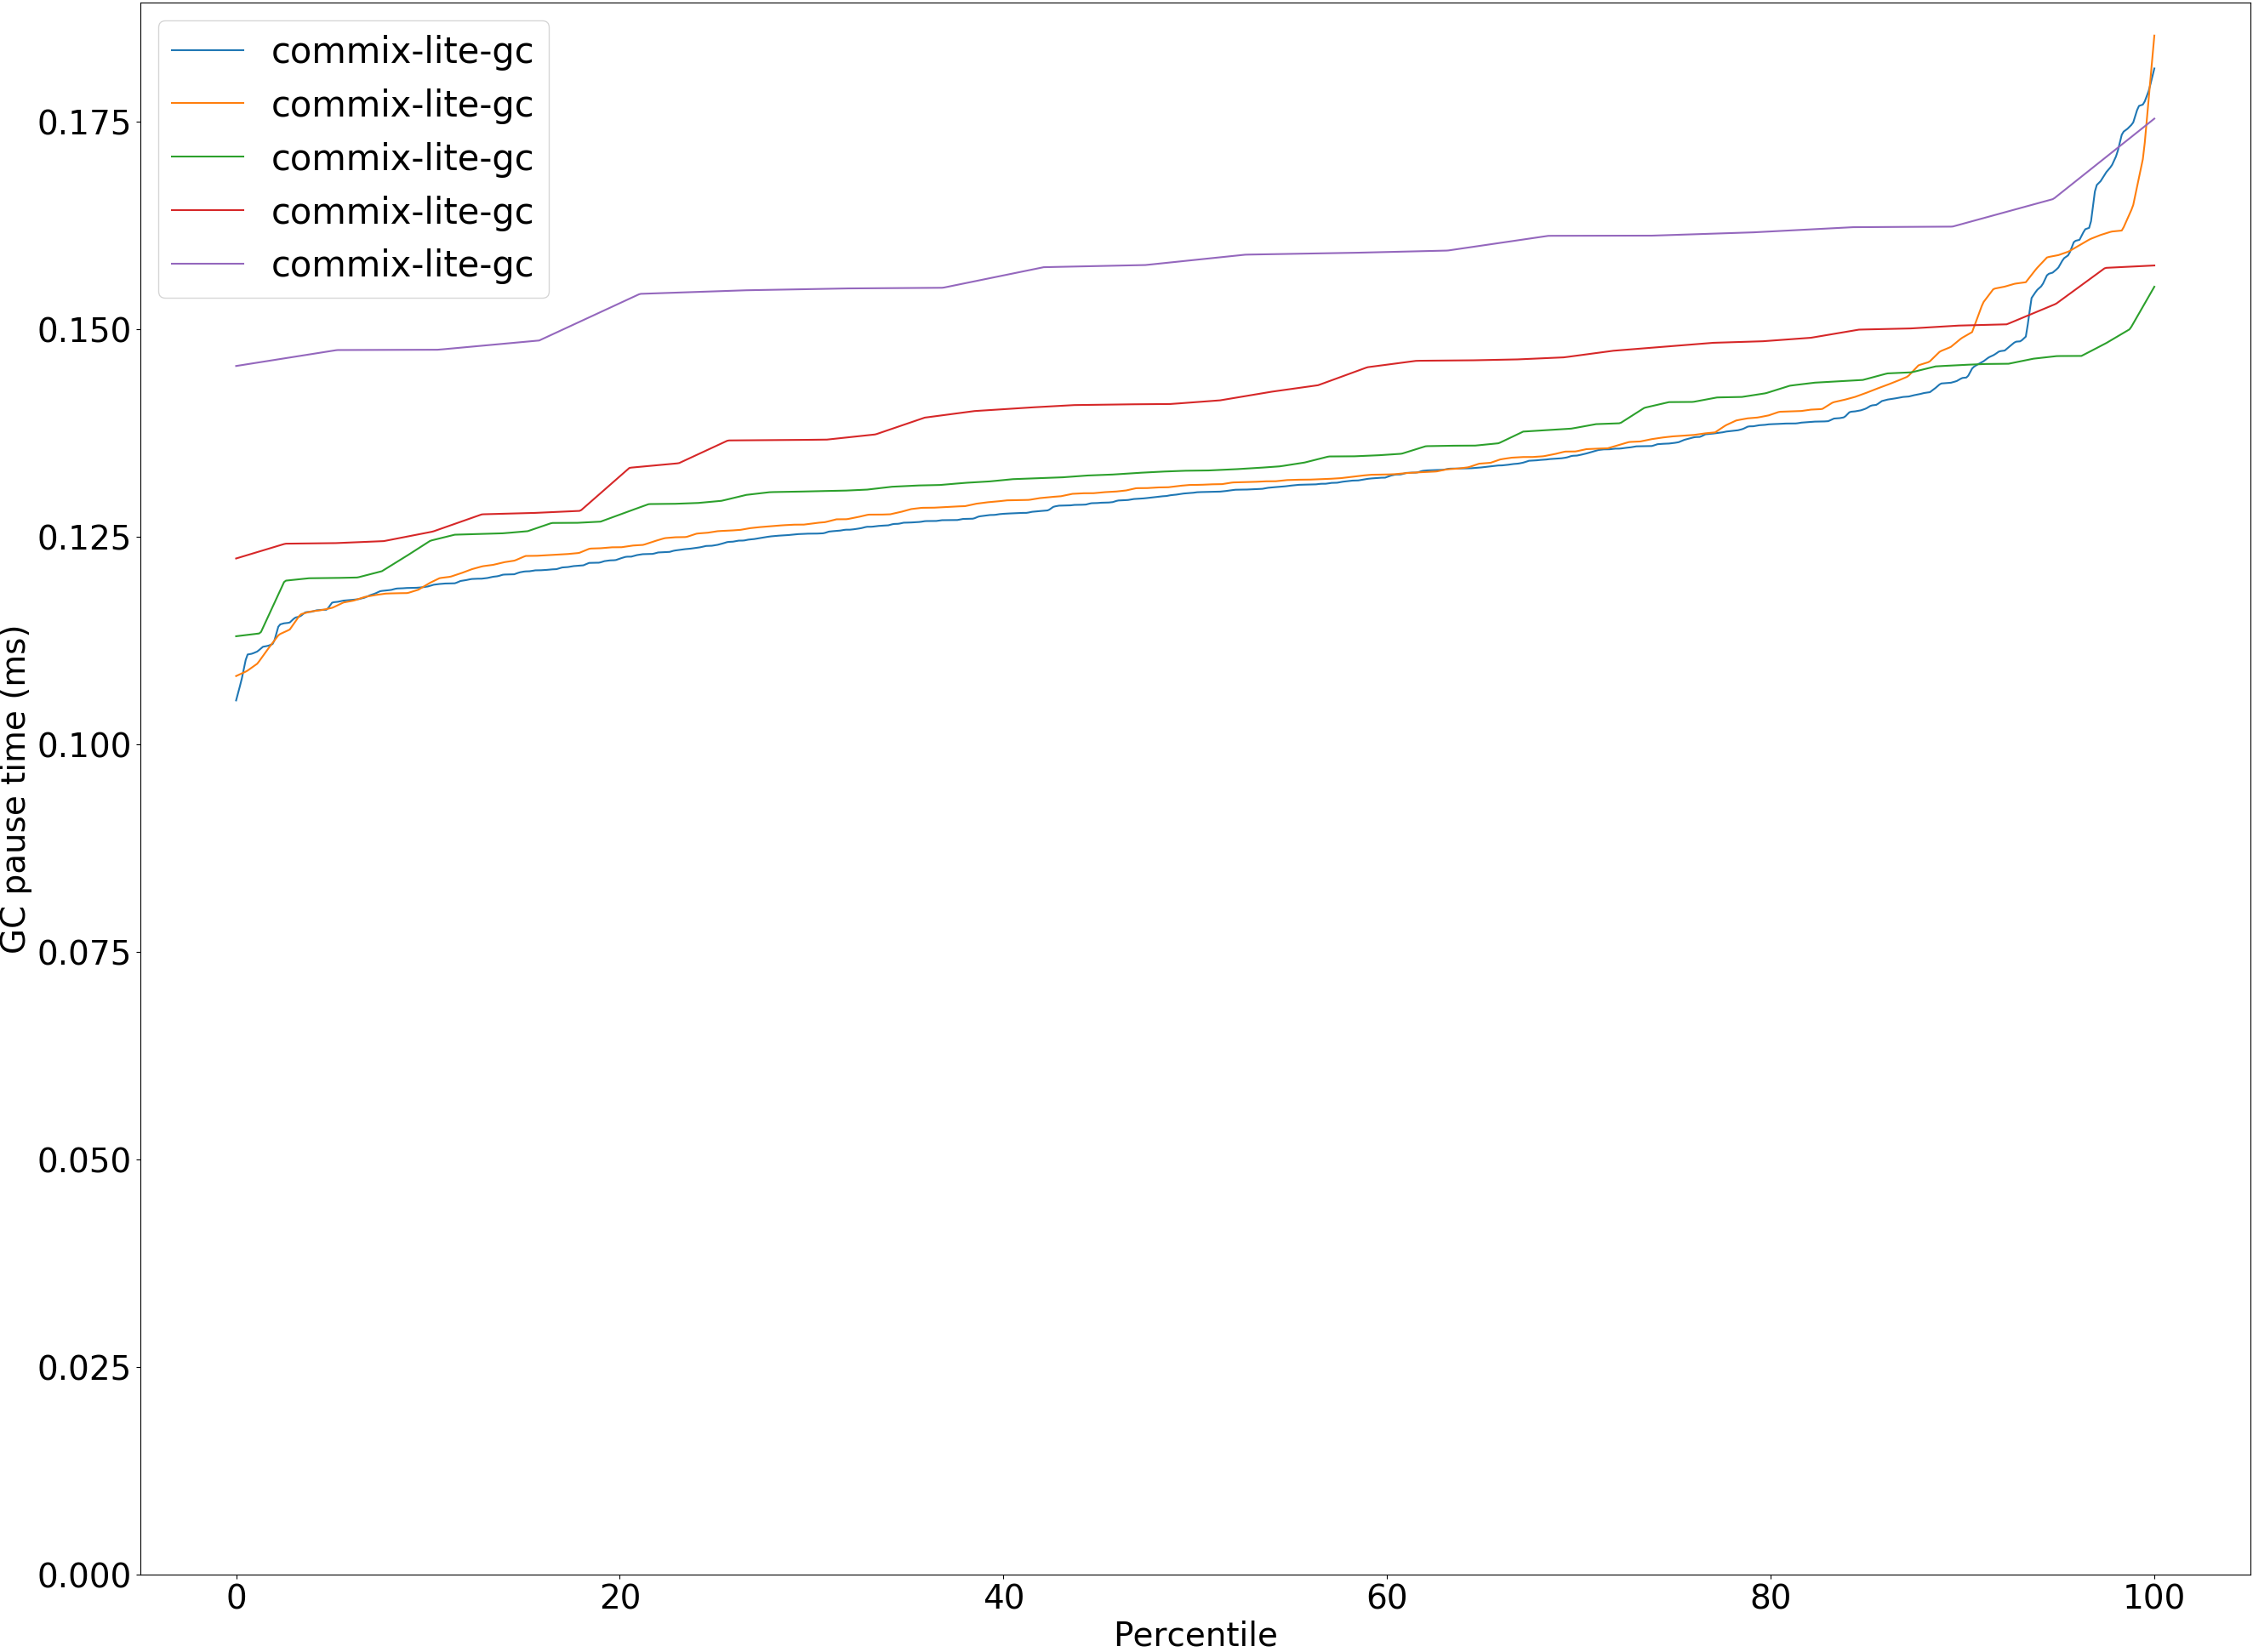 commix-lite-gc
commix-lite-gc
commix-lite-gc
commix-lite-gc
commix-lite-gc
GC pause time (ms)
0.175
0.150
0.125
0.100
0.075
0.050
0.025
0.000
0 20 40 60 80 100
Percentile